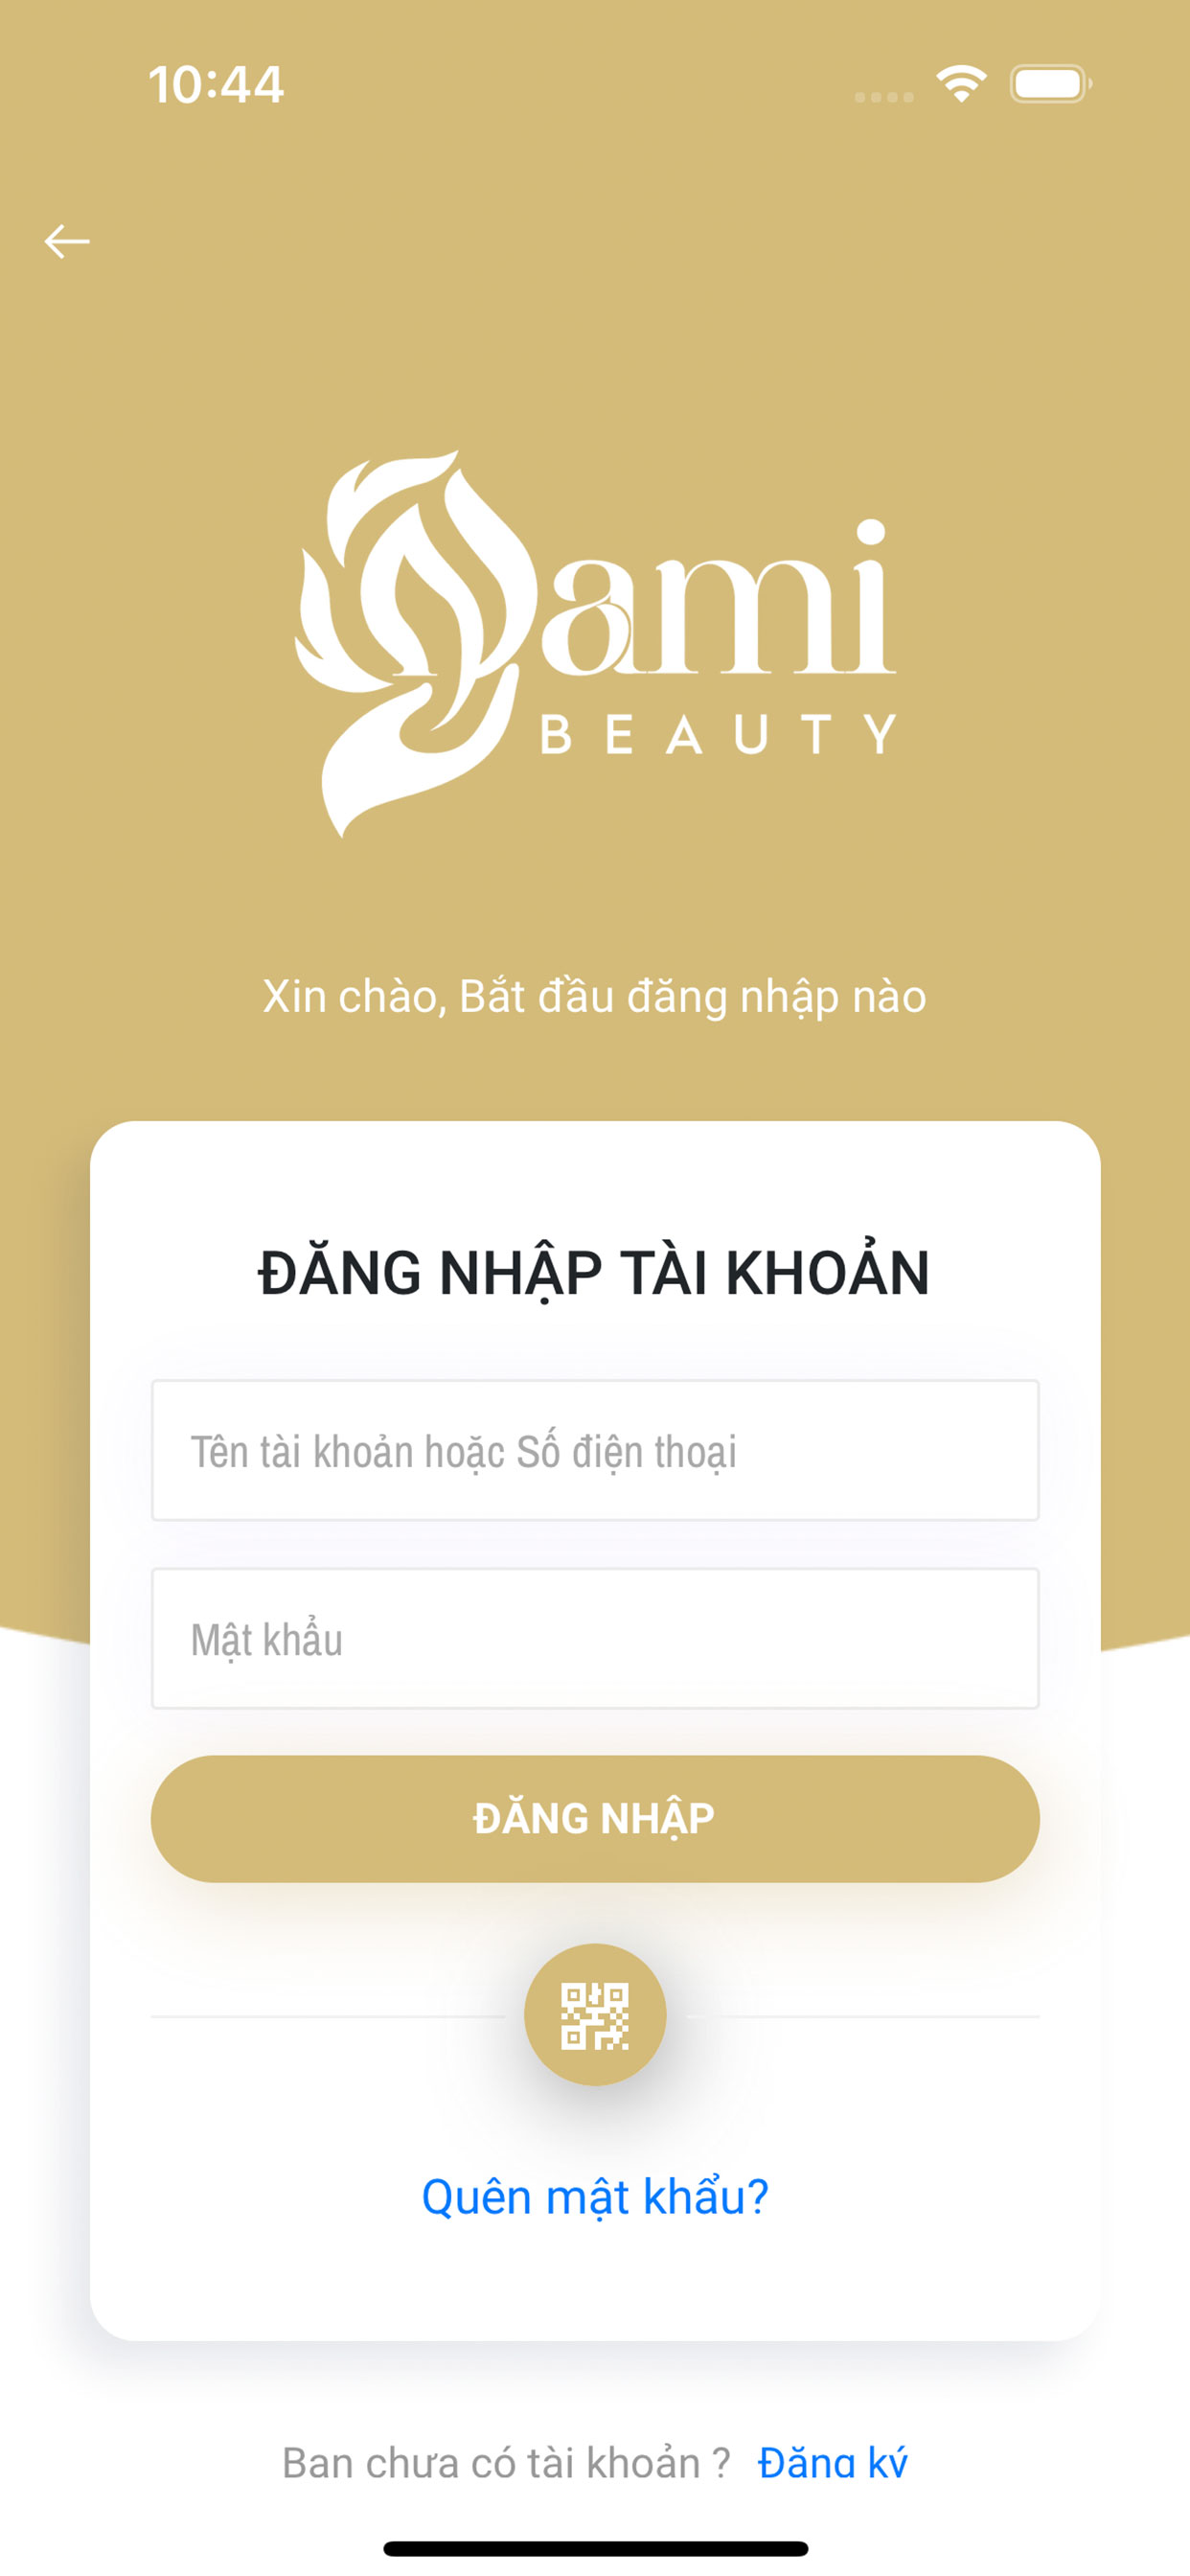 10:44
Dami
BEAUTY
Xin chào, Bắt đầu đăng nhập nào
ĐĂNG NHẬP TÀI KHOẢN
Tên tài khoản hoặc Số điện thoại
Mật khẩu
ĐĂNG NHẬP
Quên mật khẩu?
Bạn chưa có tài khoản ? Đăng ký